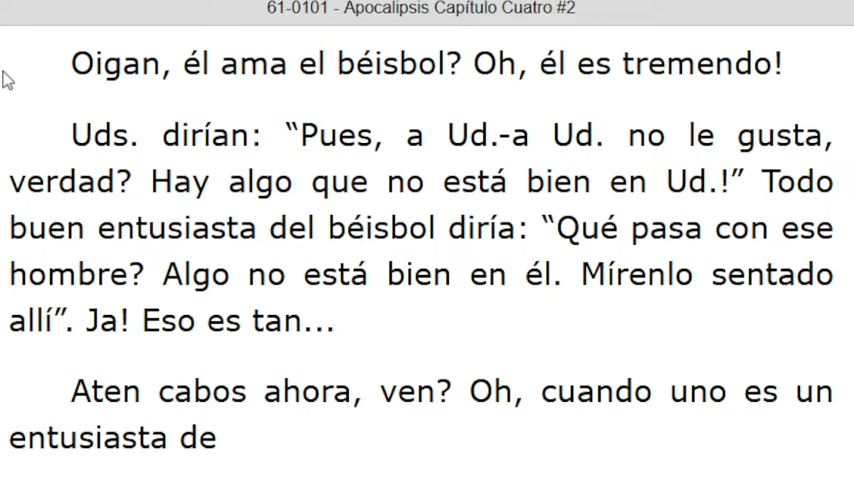 61-0101 - Apocalipsis Capítulo Cuatro #2
Oigan, él ama el béisbol? Oh, él es tremendo!
Uds. dirían: “Pues, a Ud.-a Ud. no le gusta,
verdad? Hay algo que no está bien en Ud.!” Todo
buen entusiasta del béisbol diría: “Qué pasa con ese
hombre? Algo no está bien en él. Mírenlo sentado
allí”. Ja! Eso es tan...
Aten cabos ahora, ven? Oh, cuando uno es un
entusiasta de